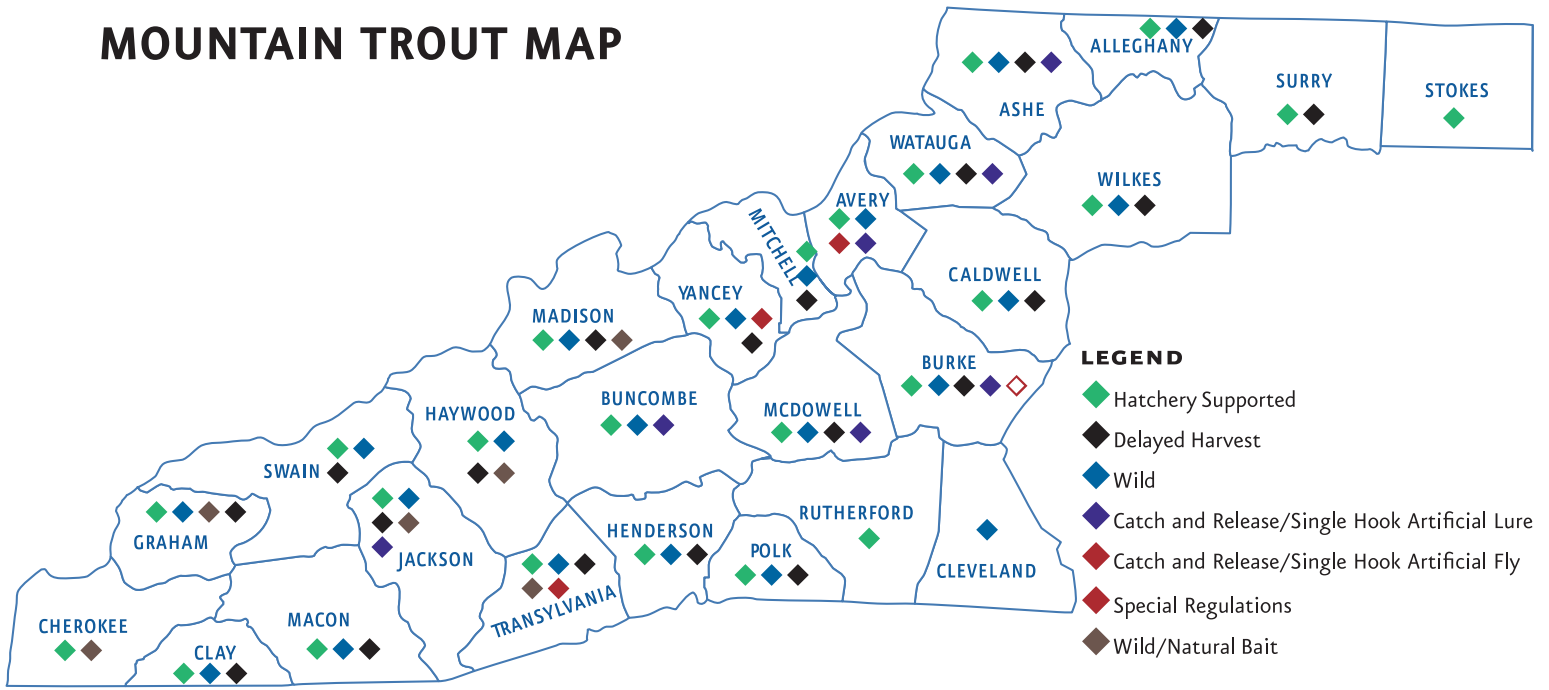 MOUNTAIN TROUT MAP
ALLEGHANY
ASHE
SURRY
STOKES
WATAUGA
WILKES
AVERY
MITCHELL
CALDWELL
YANCEY
MADISON
BURKE
BUNCOMBE
MCDOWELL
HAYWOOD
SWAIN
GRAHAM
JACKSON
HENDERSON
RUTHERFORD
POLK
CLEVELAND
TRANSYLVANIA
CHEROKEE
MACON
CLAY
LEGEND
Hatchery Supported
Delayed Harvest
Wild
Catch and Release/Single Hook Artificial Lure
Catch and Release/Single Hook Artificial Fly
Special Regulations
Wild/Natural Bait